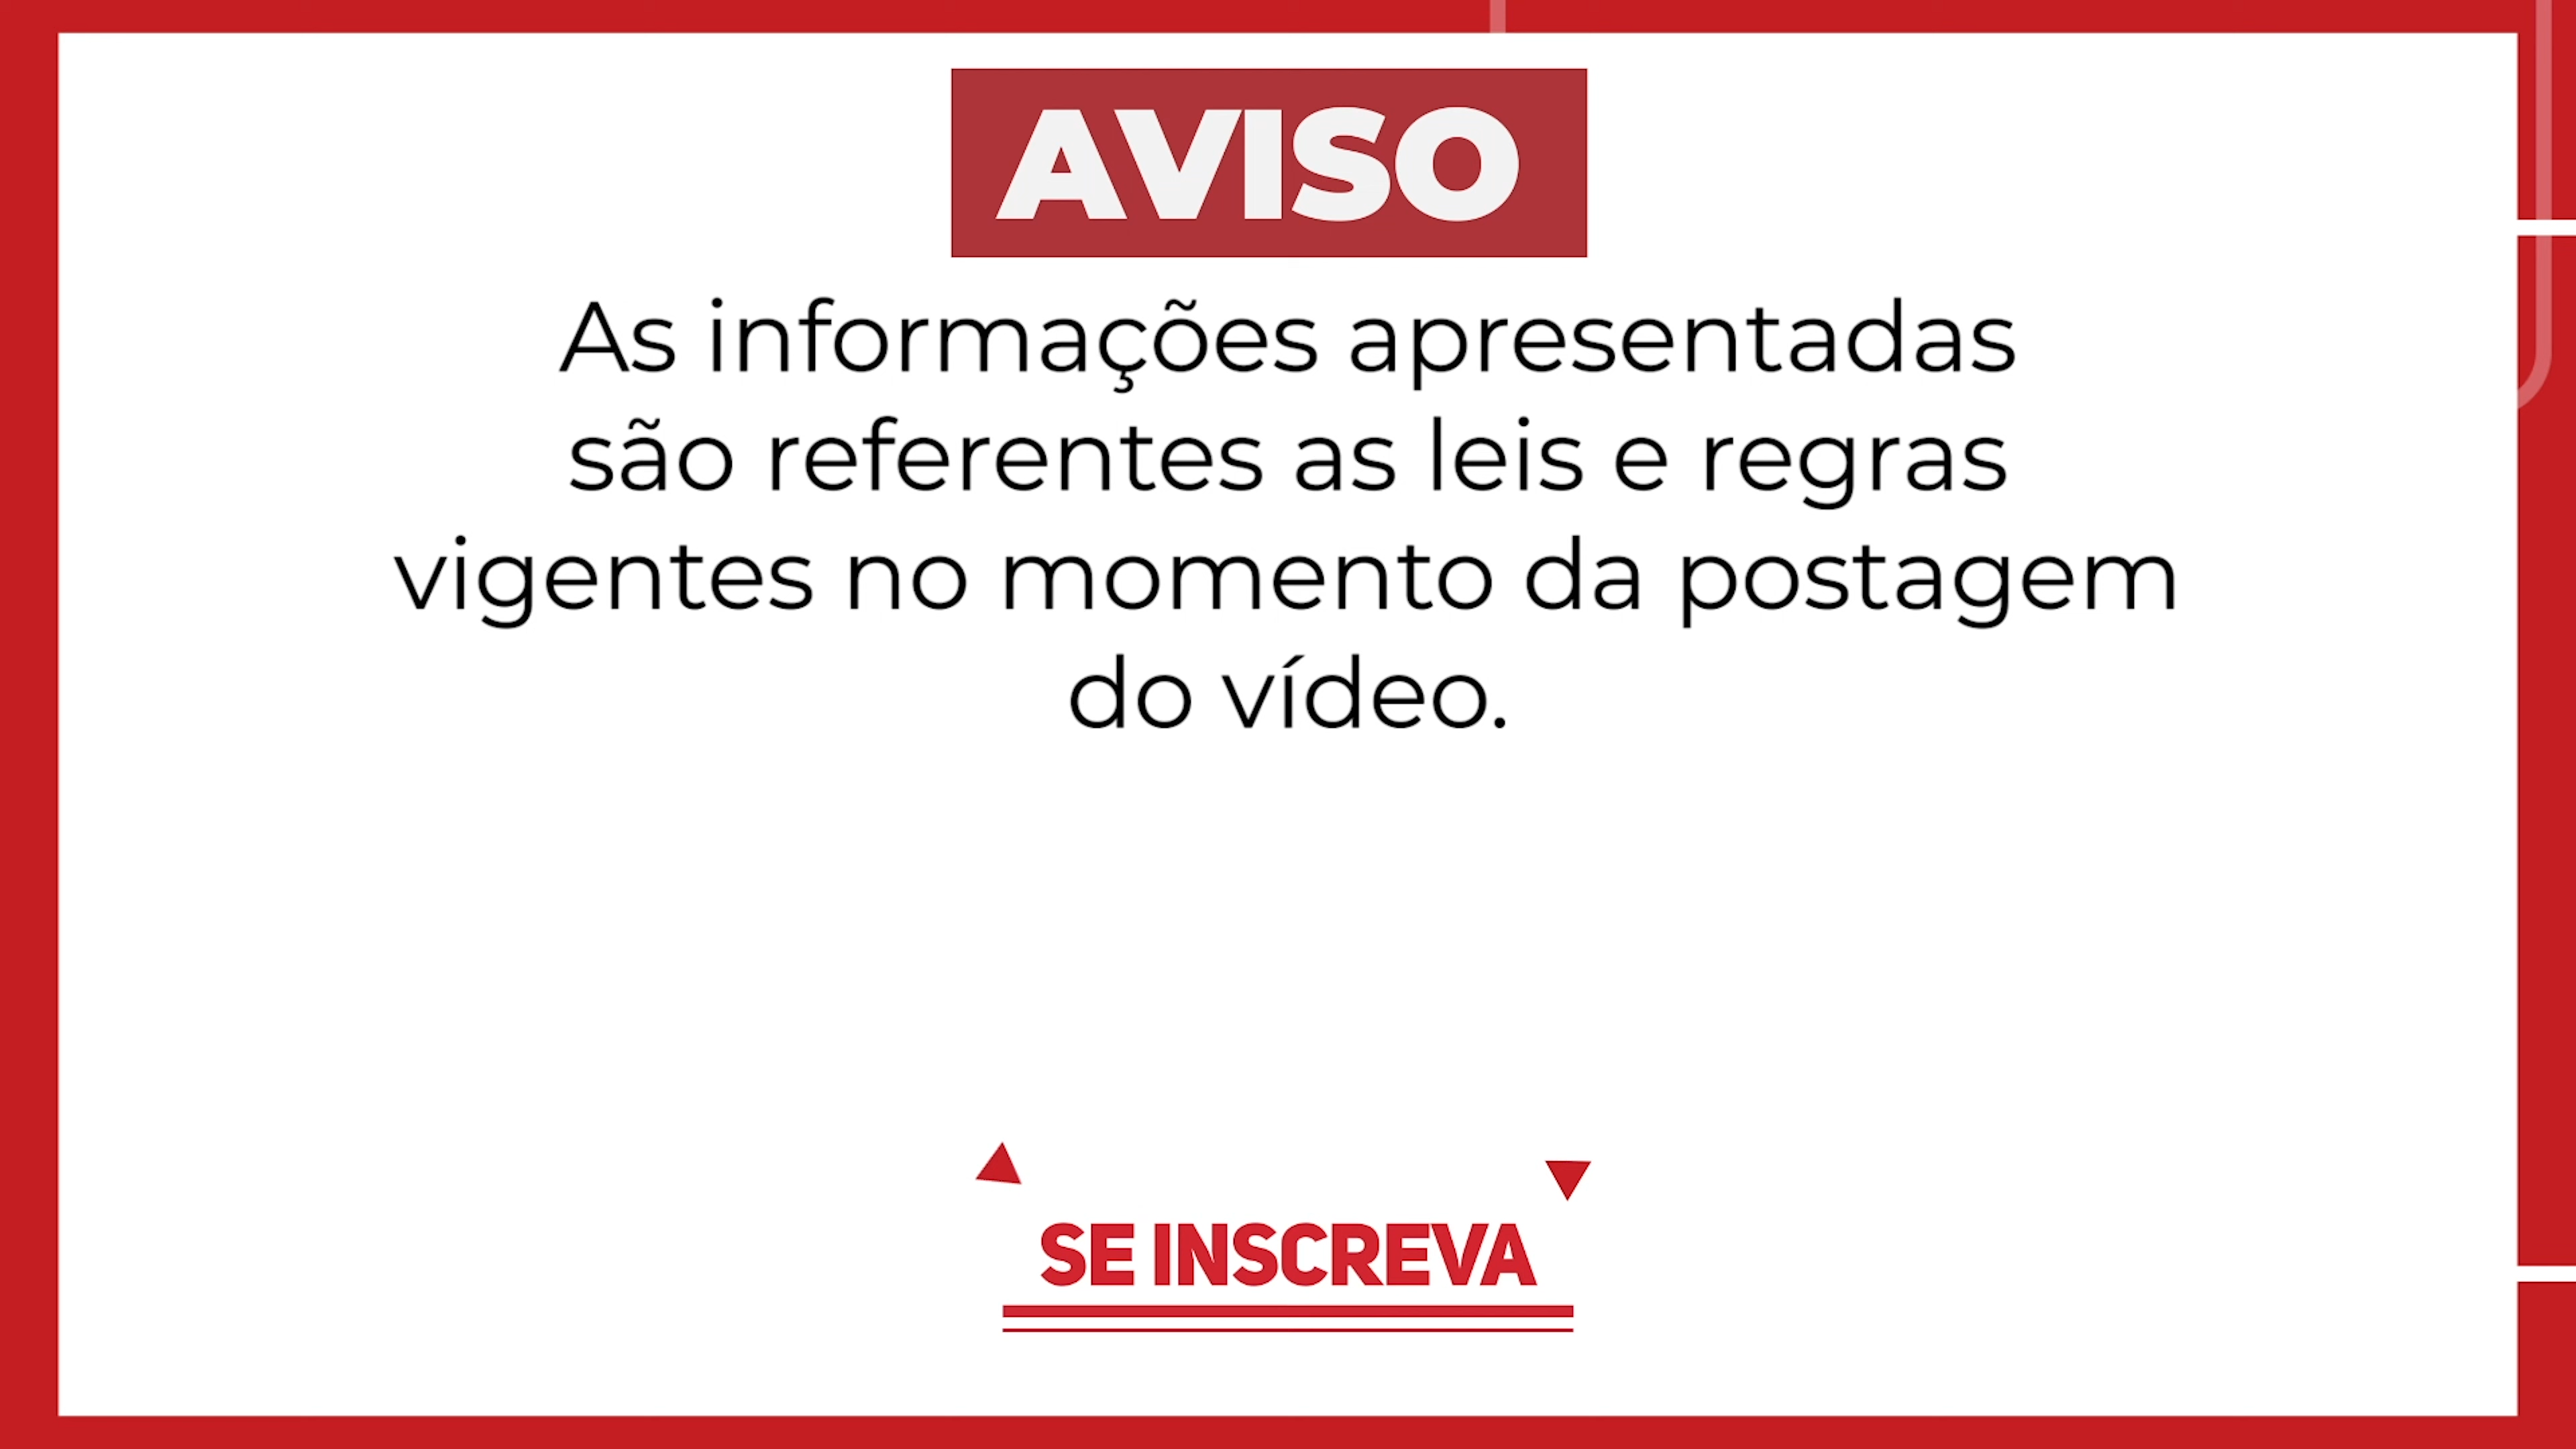 AVISO
As informações apresentadas
são referentes as leis e regras
vigentes no momento da postagem
do vídeo.
SE INSCREVA